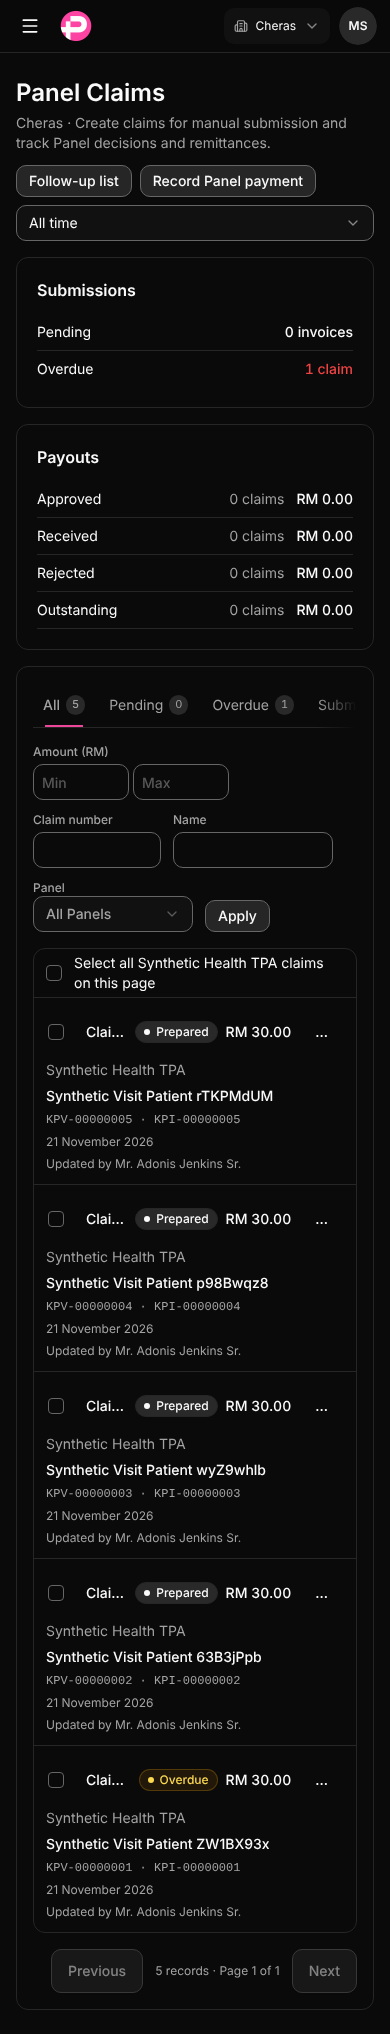 Cheras
MS
Panel Claims
Cheras · Create claims for manual submission and
track Panel decisions and remittances.
Follow-up list
Record Panel payment
All time
Submissions
Pending 0 invoices
Overdue 1 claim
Payouts
Approved 0 claims RM 0.00
Received 0 claims RM 0.00
Rejected 0 claims RM 0.00
Outstanding 0 claims RM 0.00
All 5 Pending 0 Overdue 1 Subm
Amount (RM)
Min Max
Claim number Name
Panel
All Panels Apply
Select all Synthetic Health TPA claims
on this page
Clai... Prepared RM 30.00 ...
Synthetic Health TPA
Synthetic Visit Patient rTKPMdUM
KPV-00000005 · KPI-00000005
21 November 2026
Updated by Mr. Adonis Jenkins Sr.
Clai... Prepared RM 30.00 ...
Synthetic Health TPA
Synthetic Visit Patient p98Bwqz8
KPV-00000004 · KPI-00000004
21 November 2026
Updated by Mr. Adonis Jenkins Sr.
Clai... Prepared RM 30.00 ...
Synthetic Health TPA
Synthetic Visit Patient wyZ9whlb
KPV-00000003 · KPI-00000003
21 November 2026
Updated by Mr. Adonis Jenkins Sr.
Clai... Prepared RM 30.00 ...
Synthetic Health TPA
Synthetic Visit Patient 63B3jPpb
KPV-00000002 · KPI-00000002
21 November 2026
Updated by Mr. Adonis Jenkins Sr.
Clai... Overdue RM 30.00 ...
Synthetic Health TPA
Synthetic Visit Patient ZW1BX93x
KPV-00000001 · KPI-00000001
21 November 2026
Updated by Mr. Adonis Jenkins Sr.
Previous 5 records · Page 1 of 1 Next